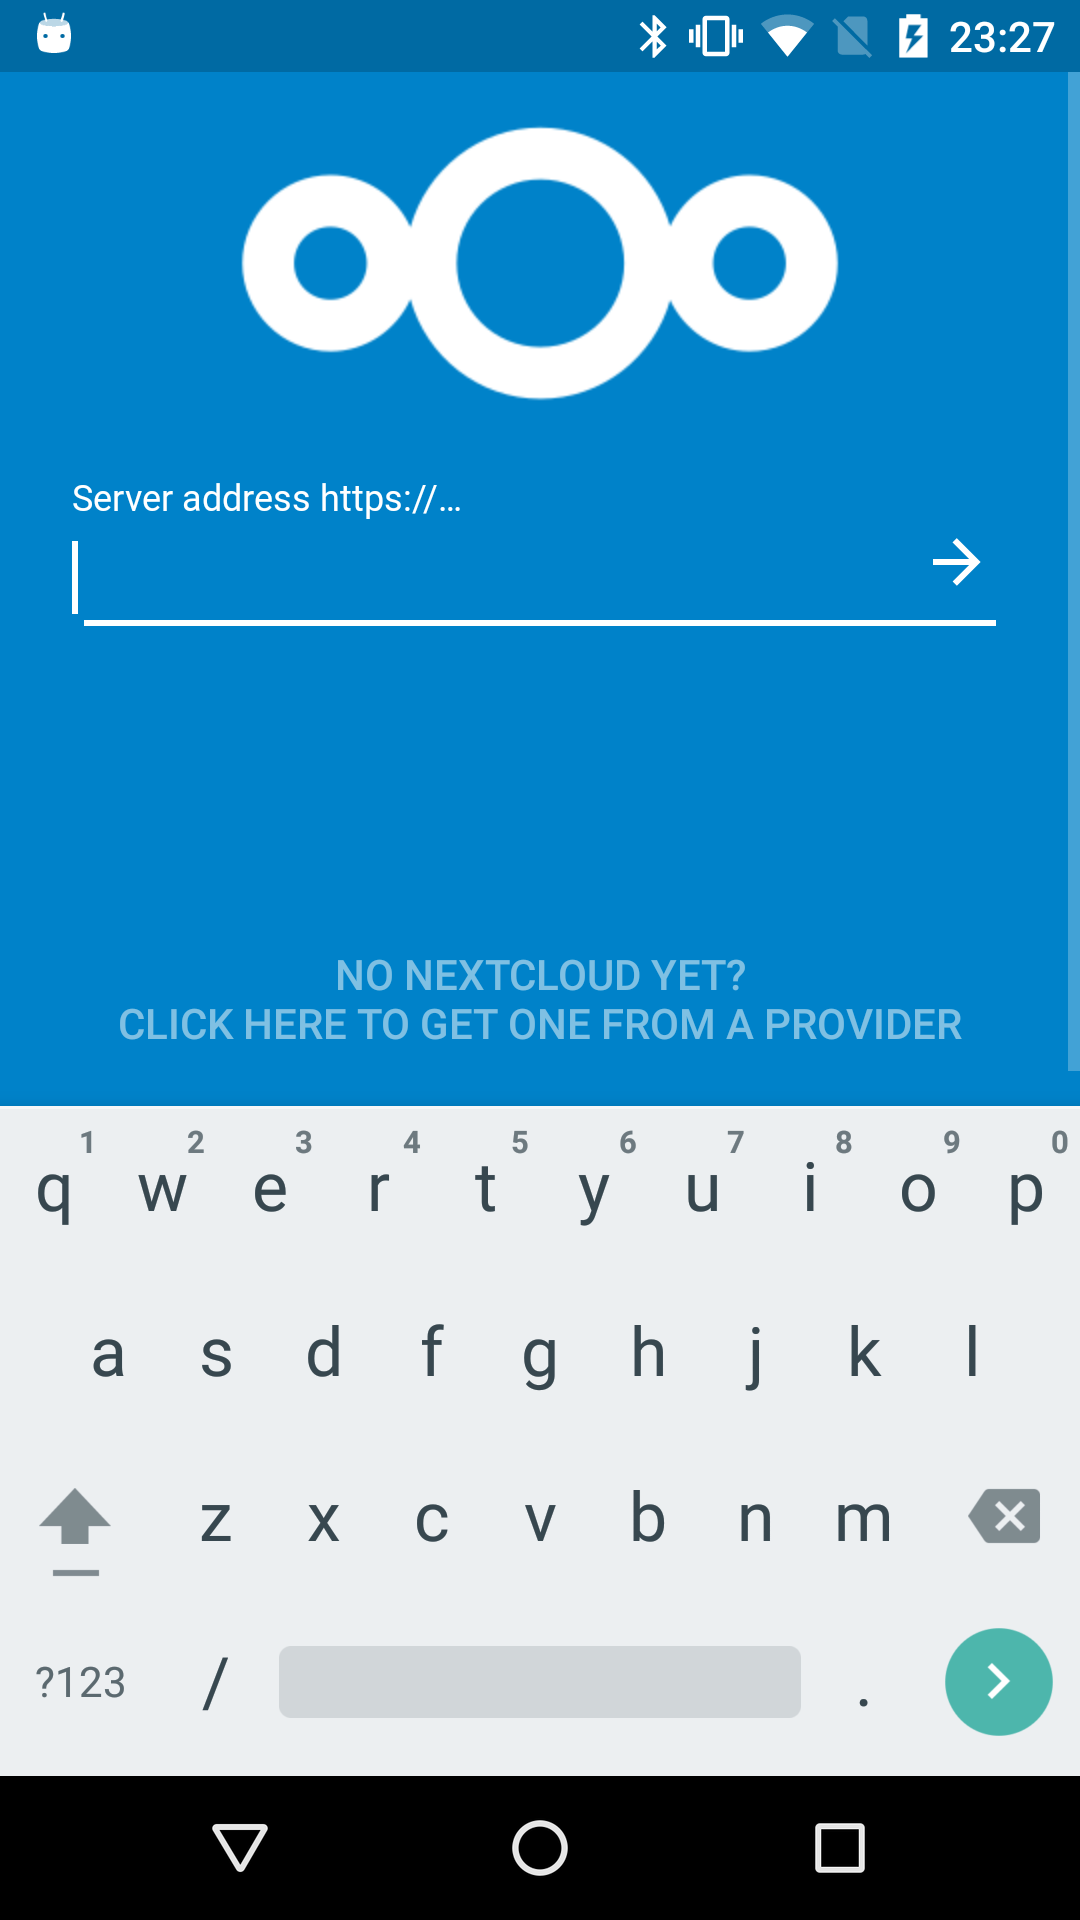 23:27
Server address https://…
NO NEXTCLOUD YET?
CLICK HERE TO GET ONE FROM A PROVIDER
1 2 3 4 5 6 7 8 9 0
q w e r t y u i o p
a s d f g h j k l
z x c v b n m
?123 / .